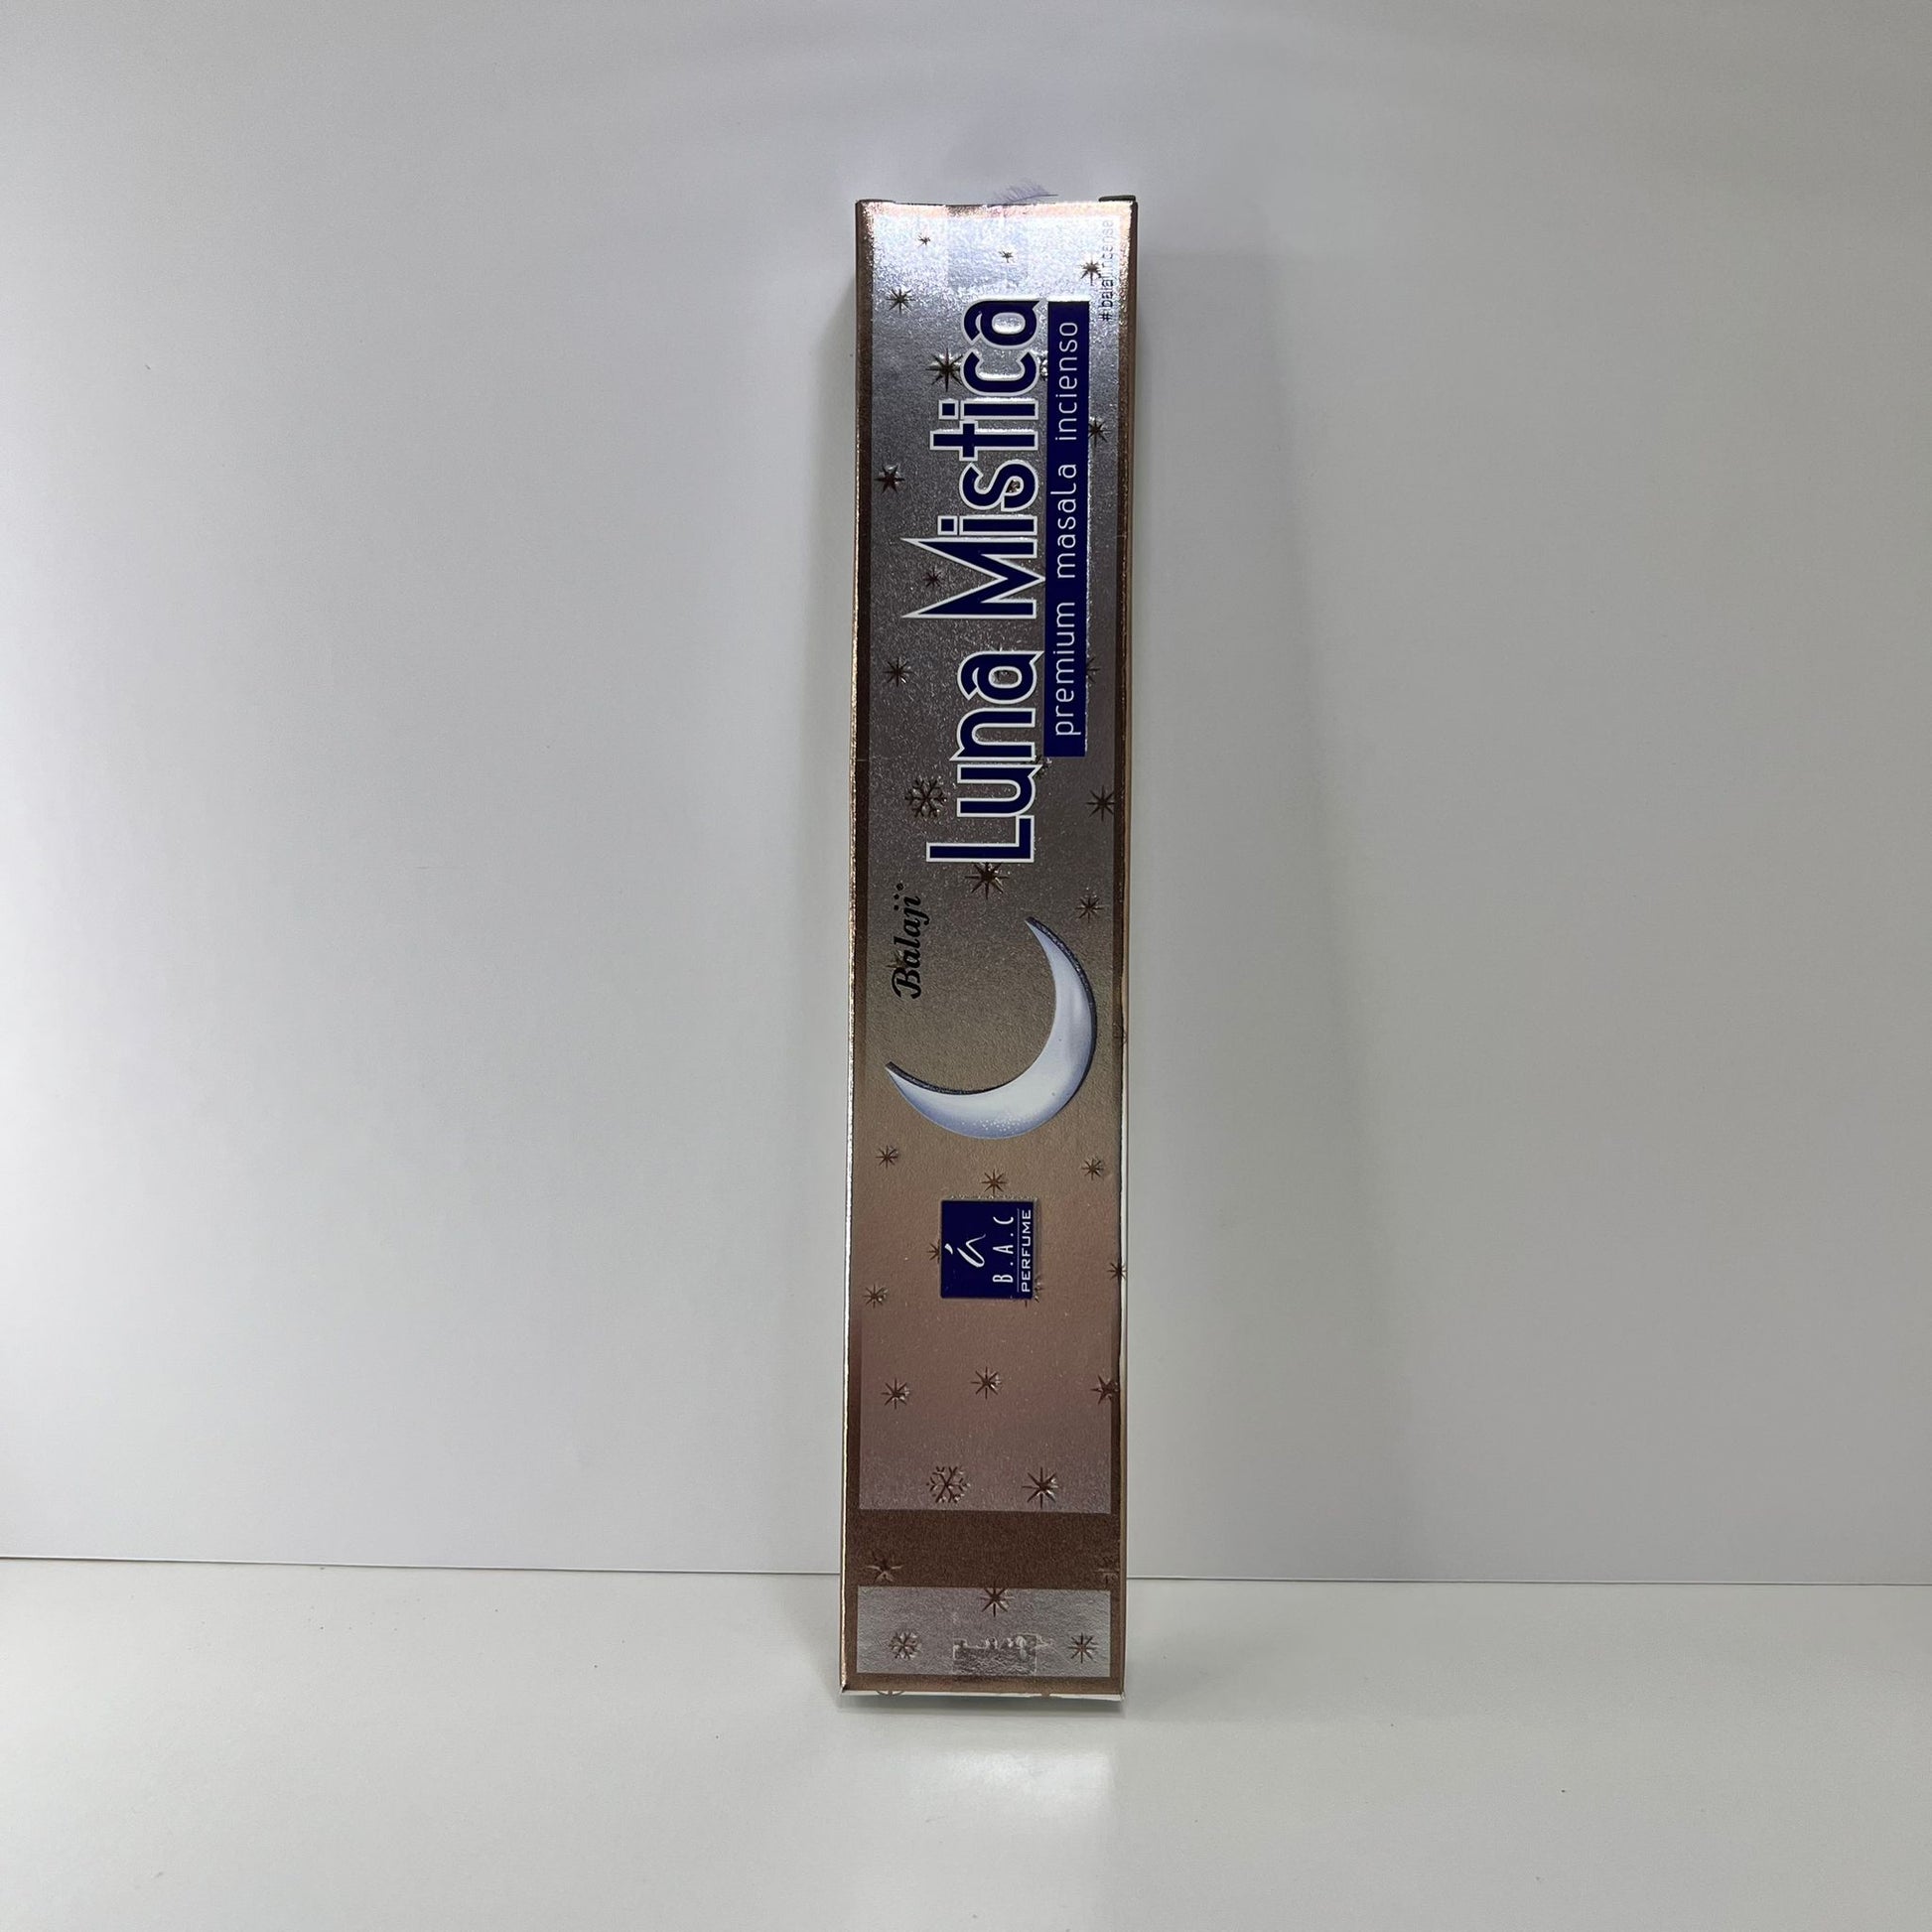 Balaji
Luna Mistica
premium masala incienso
#balajiincense
B.A.C
PERFUME